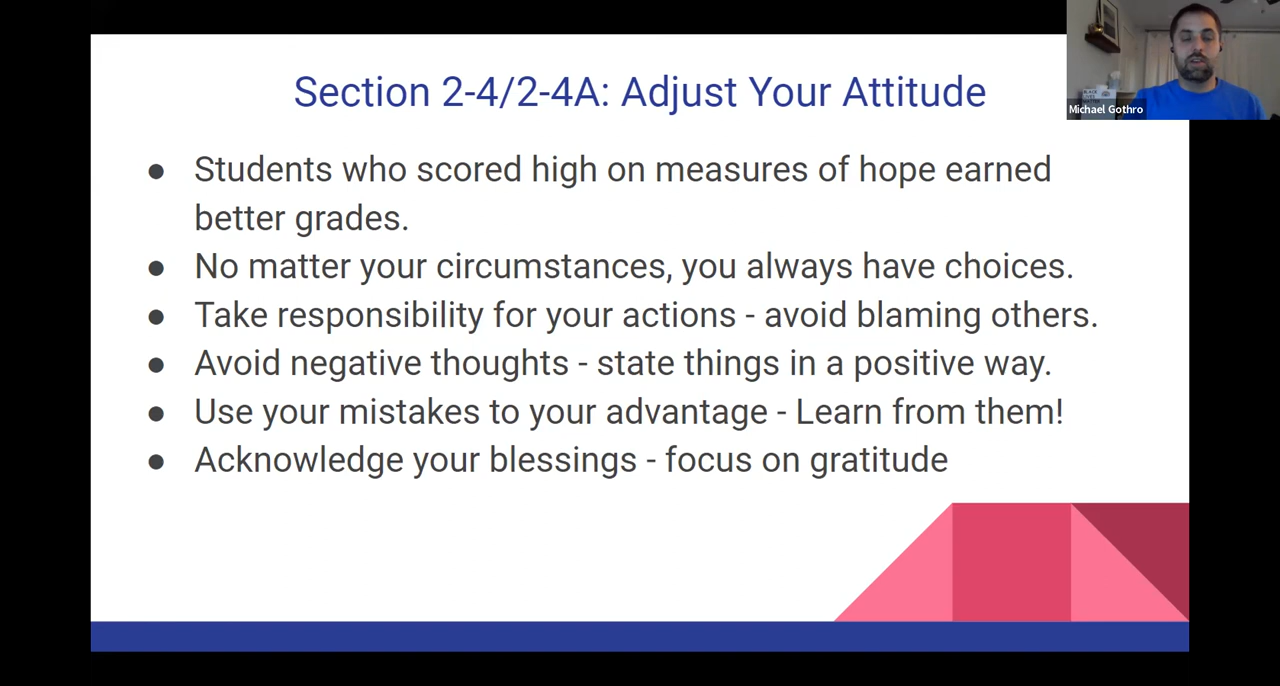 Section 2-4/2-4A: Adjust Your Attitude
Michael Gothro
● Students who scored high on measures of hope earned
better grades.
● No matter your circumstances, you always have choices.
● Take responsibility for your actions - avoid blaming others.
● Avoid negative thoughts - state things in a positive way.
● Use your mistakes to your advantage - Learn from them!
● Acknowledge your blessings - focus on gratitude